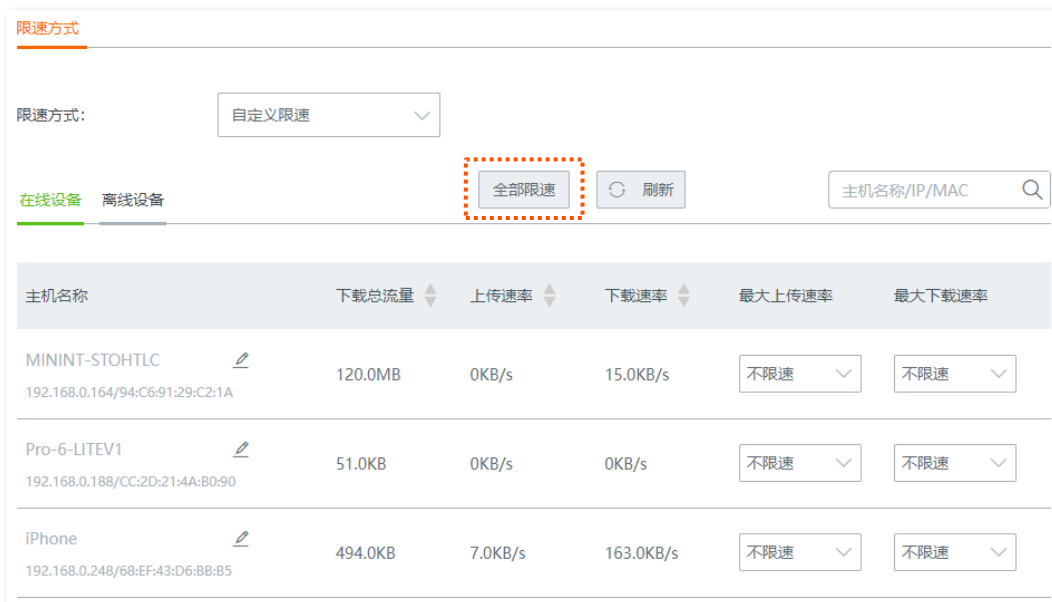 限速方式
限速方式： 自定义限速
在线设备 离线设备 全部限速 刷新 主机名称/IP/MAC
主机名称 下载总流量 上传速率 下载速率 最大上传速率 最大下载速率
MININT-STOHTLC
192.168.0.164/94:C6:91:29:C2:1A
120.0MB 0KB/s 15.0KB/s 不限速 不限速
Pro-6-LITEV1
192.168.0.188/CC:2D:21:4A:B0:90
51.0KB 0KB/s 0KB/s 不限速 不限速
iPhone
192.168.0.248/68:EF:43:D6:BB:B5
494.0KB 7.0KB/s 163.0KB/s 不限速 不限速